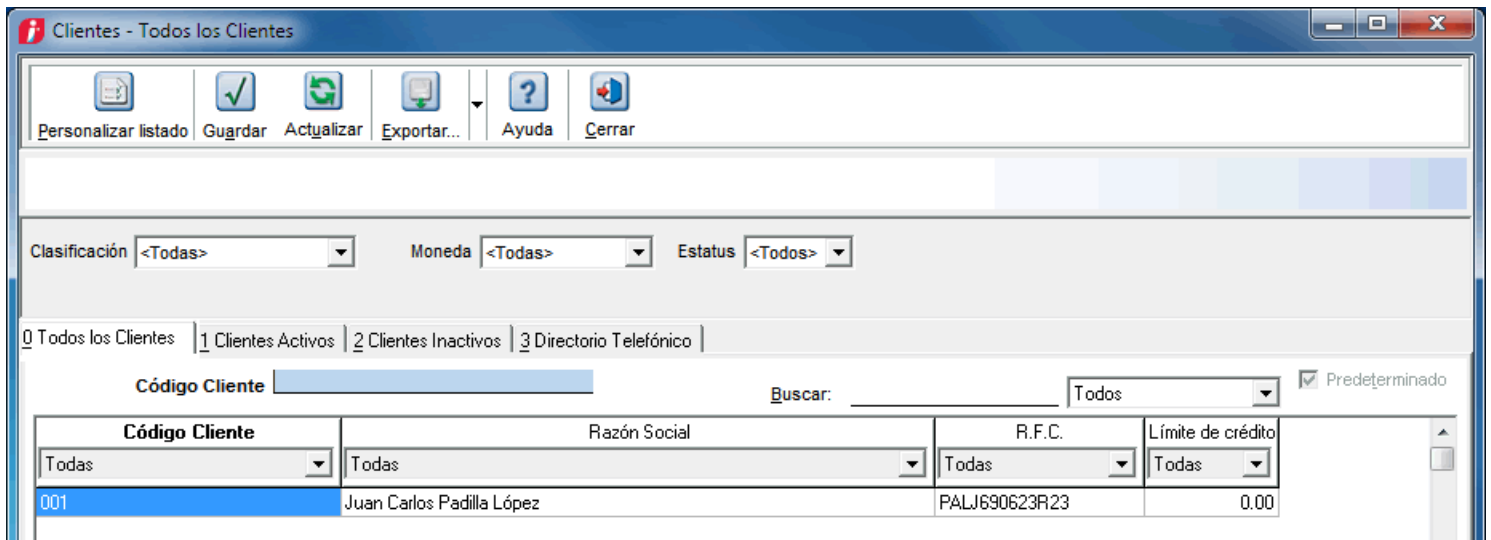 Clientes - Todos los Clientes
Personalizar listado Guardar Actualizar Exportar... Ayuda Cerrar
Clasificación <Todas> Moneda <Todas> Estatus <Todos>
0 Todos los Clientes 1 Clientes Activos 2 Clientes Inactivos 3 Directorio Telefónico
Código Cliente Buscar: Todos Predeterminado
Código Cliente Razón Social R.F.C. Límite de crédito
Todas Todas Todas Todas
001 Juan Carlos Padilla López PALJ690623R23 0.00